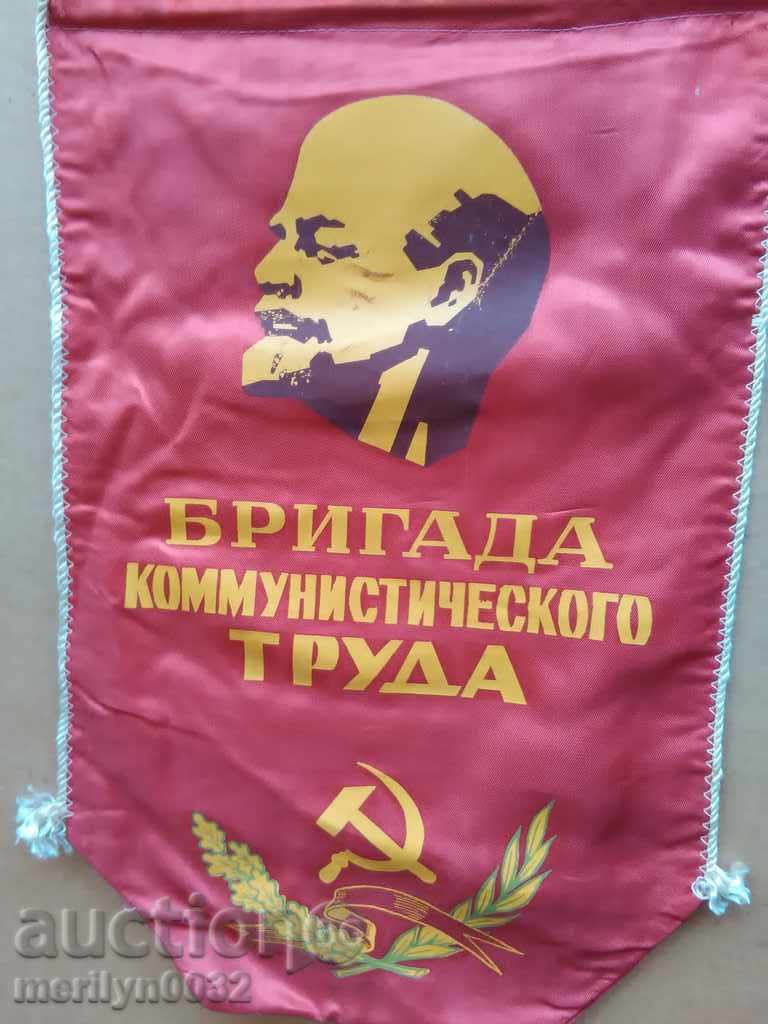 БРИГАДА
КОММУНИСТИЧЕСКОГО
ТРУДА
auction
merilyn0032